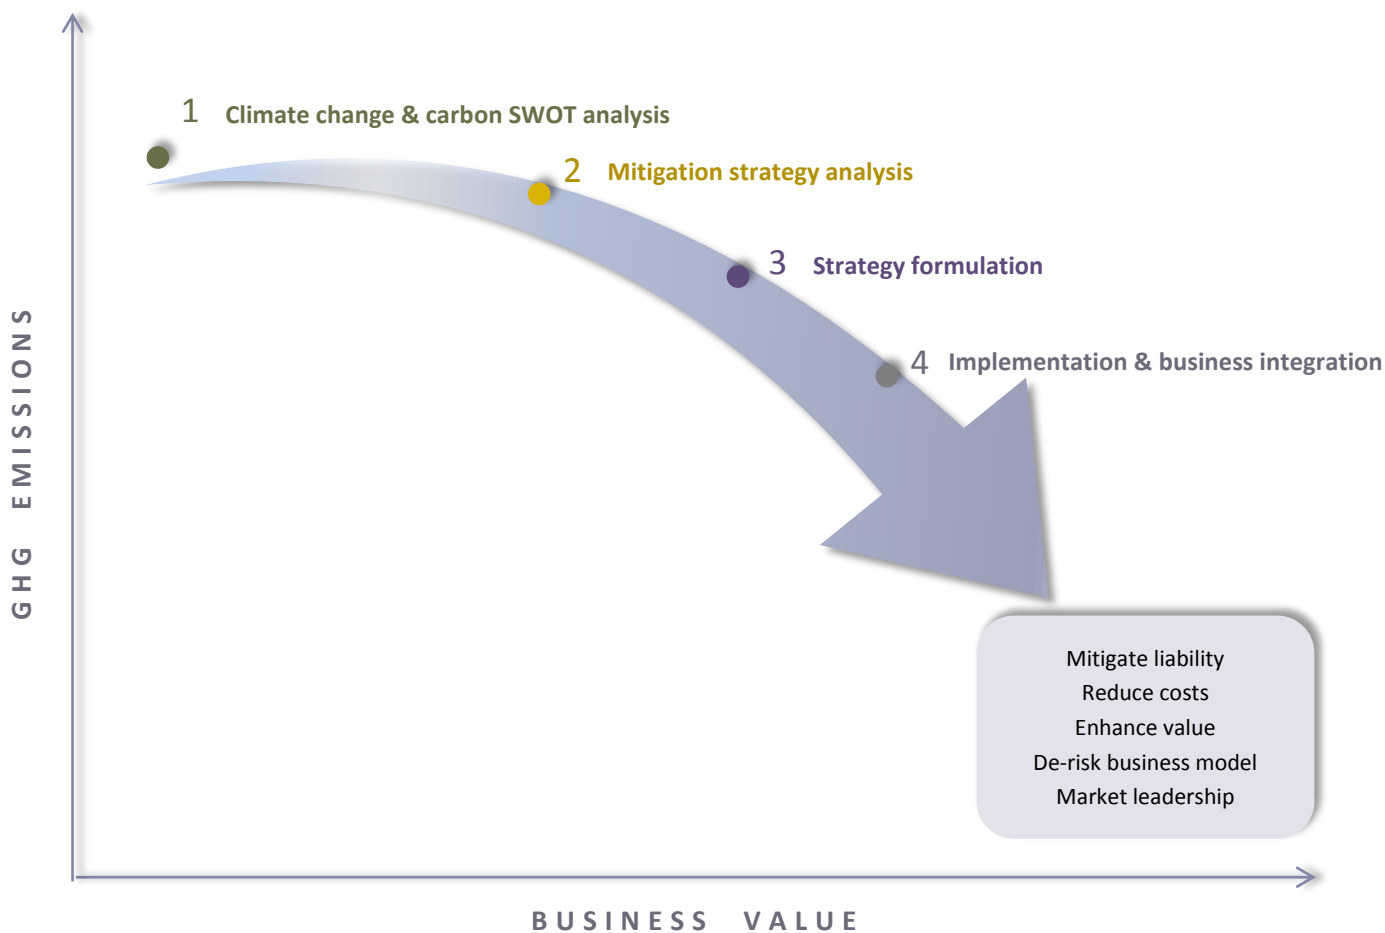 1 Climate change & carbon SWOT analysis
2 Mitigation strategy analysis
3 Strategy formulation
4 Implementation & business integration
GHG EMISSIONS
Mitigate liability
Reduce costs
Enhance value
De-risk business model
Market leadership
BUSINESS VALUE